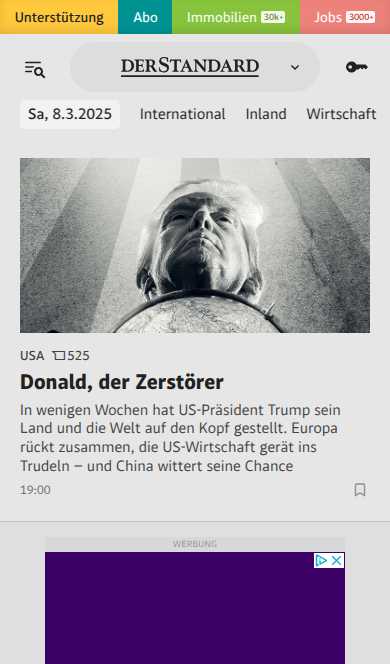 Unterstützung Abo Immobilien 30k+ Jobs 3000+
DERSTANDARD
Sa, 8.3.2025 International Inland Wirtschaft
USA 525
Donald, der Zerstörer
In wenigen Wochen hat US-Präsident Trump sein
Land und die Welt auf den Kopf gestellt. Europa
rückt zusammen, die US-Wirtschaft gerät ins
Trudeln – und China wittert seine Chance
19:00
WERBUNG